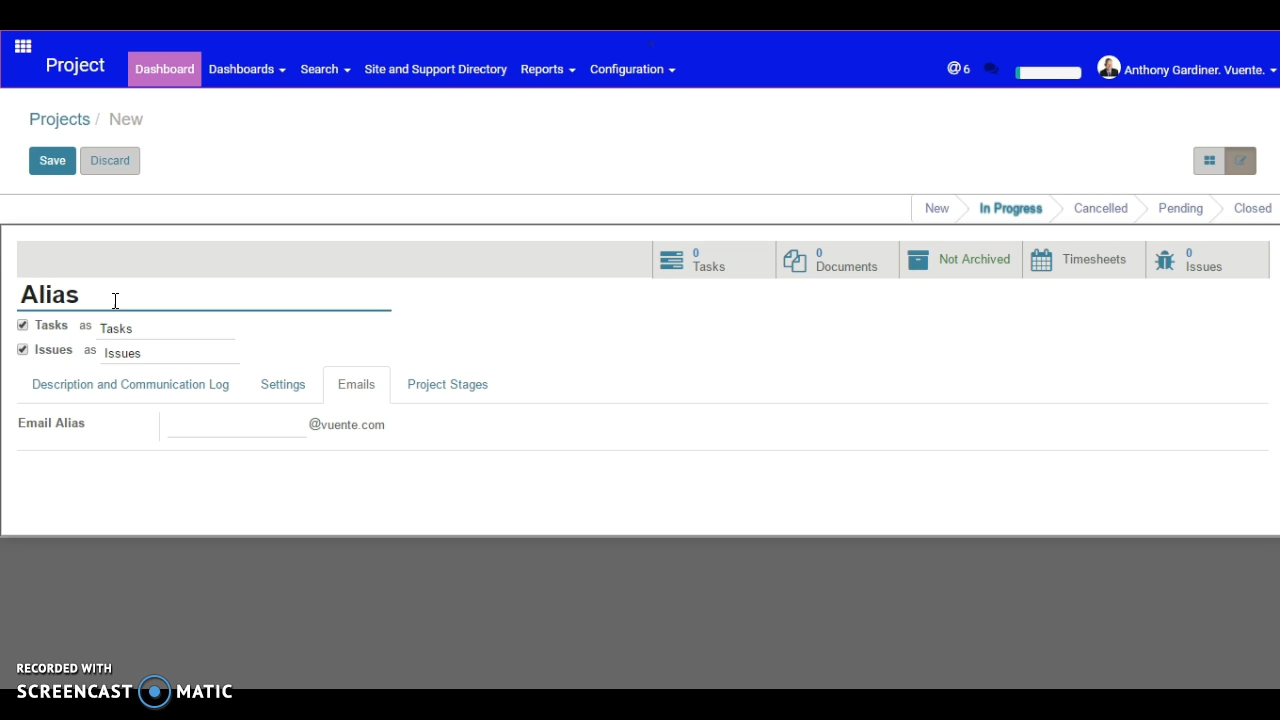 Project Dashboard Dashboards Search Site and Support Directory Reports Configuration @6 Anthony Gardiner. Vuente.
Projects / New
Save Discard
New In Progress Cancelled Pending Closed
0 Tasks 0 Documents Not Archived Timesheets 0 Issues
Alias
Tasks as Tasks
Issues as Issues
Description and Communication Log Settings Emails Project Stages
Email Alias @vuente.com
RECORDED WITH
SCREENCAST MATIC